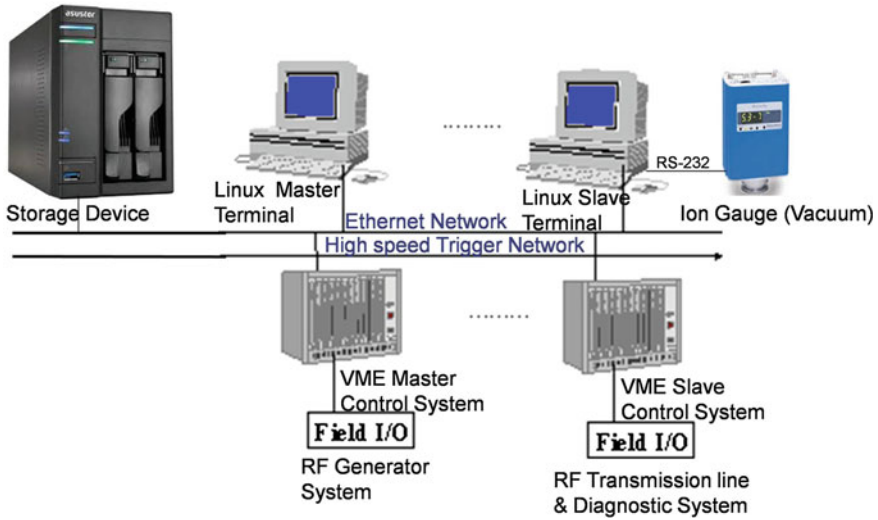 asustor
Storage Device
Linux Master
Terminal
.........
Linux Slave
Terminal
RS-232
53-7
Ion Gauge (Vacuum)
Ethernet Network
High speed Trigger Network
.........
VME Master
Control System
Field I/O
RF Generator
System
VME Slave
Control System
Field I/O
RF Transmission line
& Diagnostic System